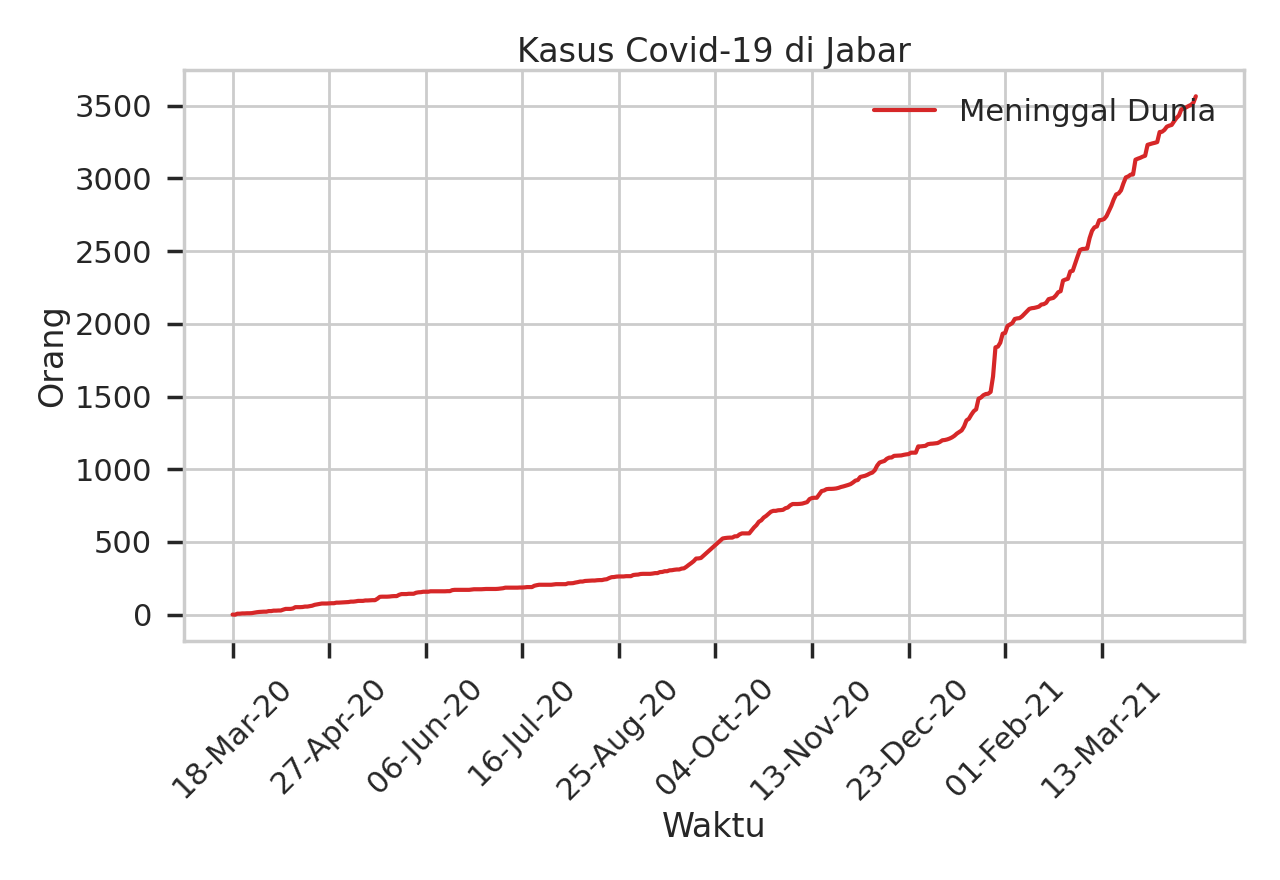 Kasus Covid-19 di Jabar
Meninggal Dunia
Orang
3500
3000
2500
2000
1500
1000
500
0
18-Mar-20
27-Apr-20
06-Jun-20
16-Jul-20
25-Aug-20
04-Oct-20
13-Nov-20
23-Dec-20
01-Feb-21
13-Mar-21
Waktu